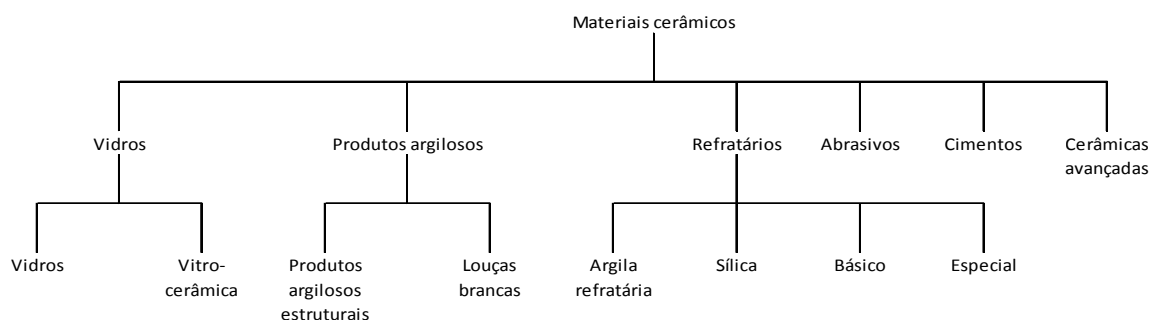 Materiais cerâmicos
Vidros
Produtos argilosos
Refratários
Abrasivos
Cimentos
Cerâmicas
avançadas
Vidros
Vitro-
cerâmica
Produtos
argilosos
estruturais
Louças
brancas
Argila
refratária
Sílica
Básico
Especial